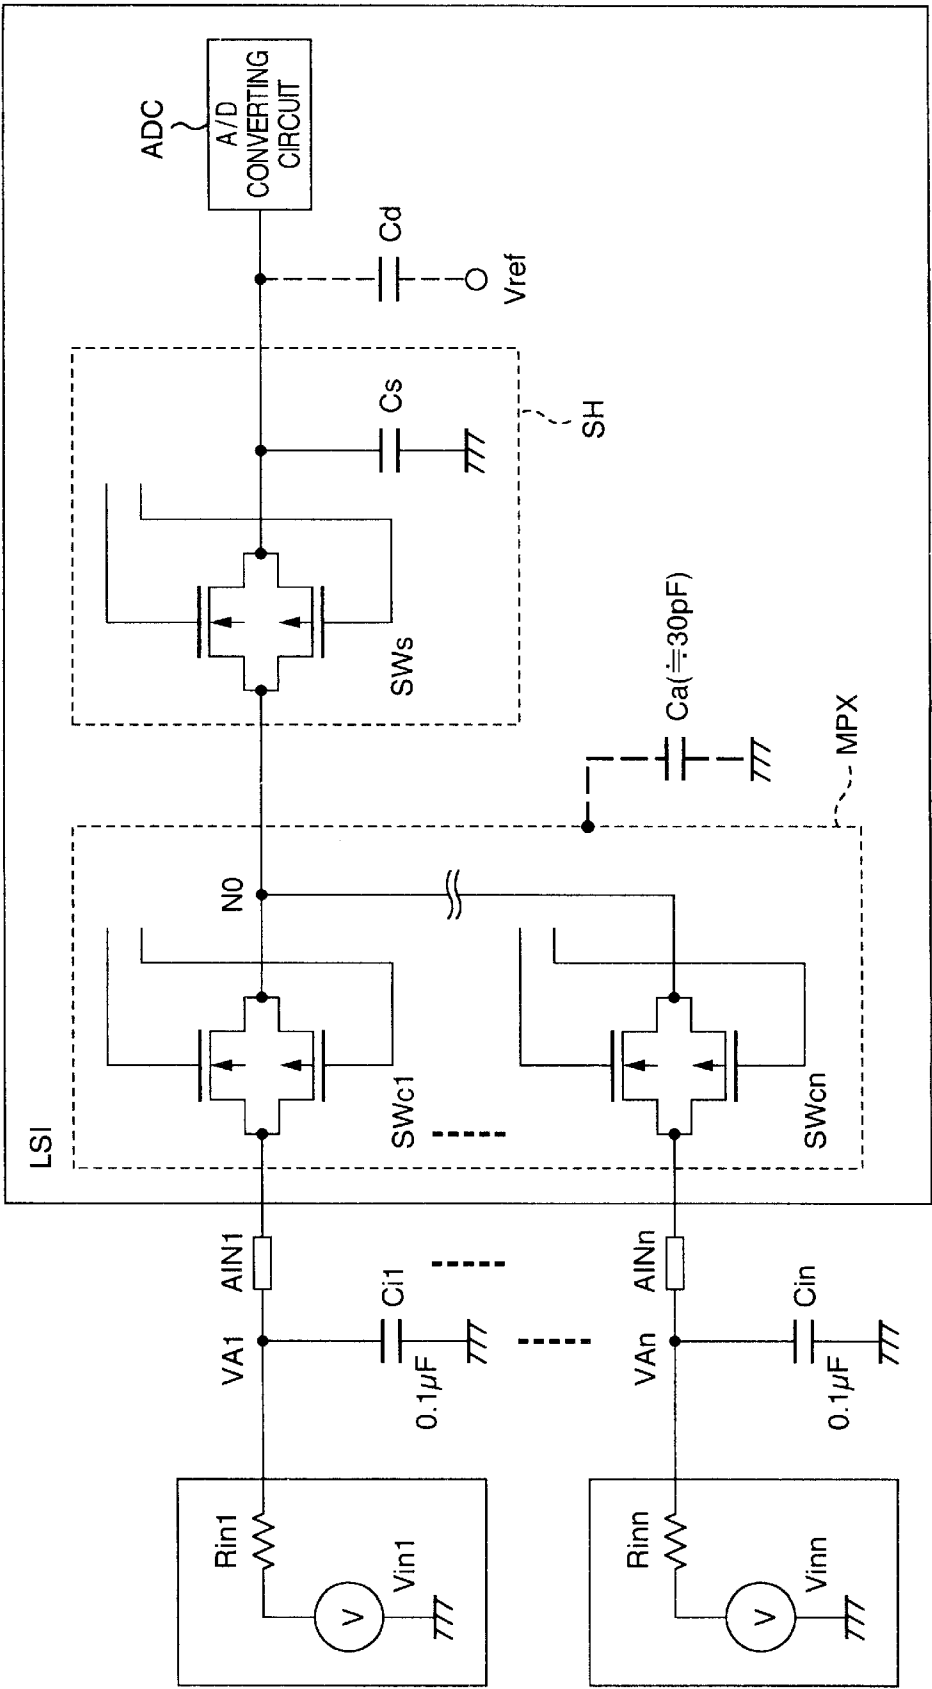 LSI
ADC
A/D
CONVERTING
CIRCUIT
Cd
Vref
Cs
SH
SWs
Ca(≒30pF)
MPX
N0
SWc1
SWcn
AIN1
VA1
Ci1
0.1μF
AINn
VAn
Cin
0.1μF
Rin1
V
Vin1
Rinn
V
Vinn